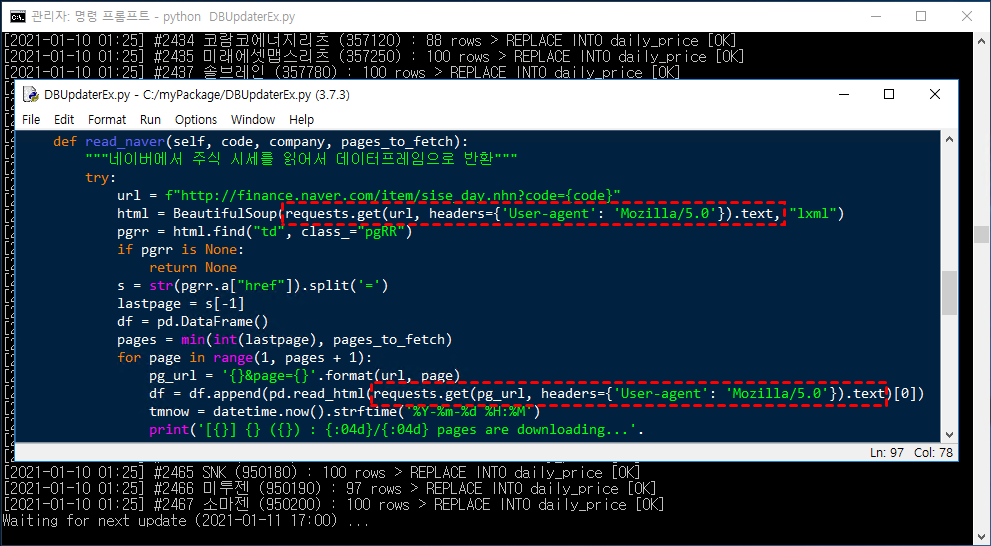 관리자: 명령 프롬프트 - python  DBUpdaterEx.py
[2021-01-10 01:25] #2434 코람코에너지리츠 (357120) : 88 rows > REPLACE INTO daily_price [OK]
[2021-01-10 01:25] #2435 미래에셋맵스리츠 (357250) : 100 rows > REPLACE INTO daily_price [OK]
[2021-01-10 01:25] #2437 솔브레인 (357780) : 100 rows > REPLACE INTO daily_price [OK]
DBUpdaterEx.py - C:/myPackage/DBUpdaterEx.py (3.7.3)
File Edit Format Run Options Window Help
    def read_naver(self, code, company, pages_to_fetch):
        """네이버에서 주식 시세를 읽어서 데이터프레임으로 반환"""
        try:
            url = f"http://finance.naver.com/item/sise_day.nhn?code={code}"
            html = BeautifulSoup(requests.get(url, headers={'User-agent': 'Mozilla/5.0'}).text, "lxml")
            pgrr = html.find("td", class_="pgRR")
            if pgrr is None:
                return None
            s = str(pgrr.a["href"]).split('=')
            lastpage = s[-1]
            df = pd.DataFrame()
            pages = min(int(lastpage), pages_to_fetch)
            for page in range(1, pages + 1):
                pg_url = '{}&page={}'.format(url, page)
                df = df.append(pd.read_html(requests.get(pg_url, headers={'User-agent': 'Mozilla/5.0'}).text)[0])
                tmnow = datetime.now().strftime('%Y-%m-%d %H:%M')
                print('[{}] {} ({}) : {:04d}/{:04d} pages are downloading...'.
Ln: 97 Col: 78
[2021-01-10 01:25] #2465 SNK (950180) : 100 rows > REPLACE INTO daily_price [OK]
[2021-01-10 01:25] #2466 미투젠 (950190) : 97 rows > REPLACE INTO daily_price [OK]
[2021-01-10 01:25] #2467 소마젠 (950200) : 100 rows > REPLACE INTO daily_price [OK]
Waiting for next update (2021-01-11 17:00) ...